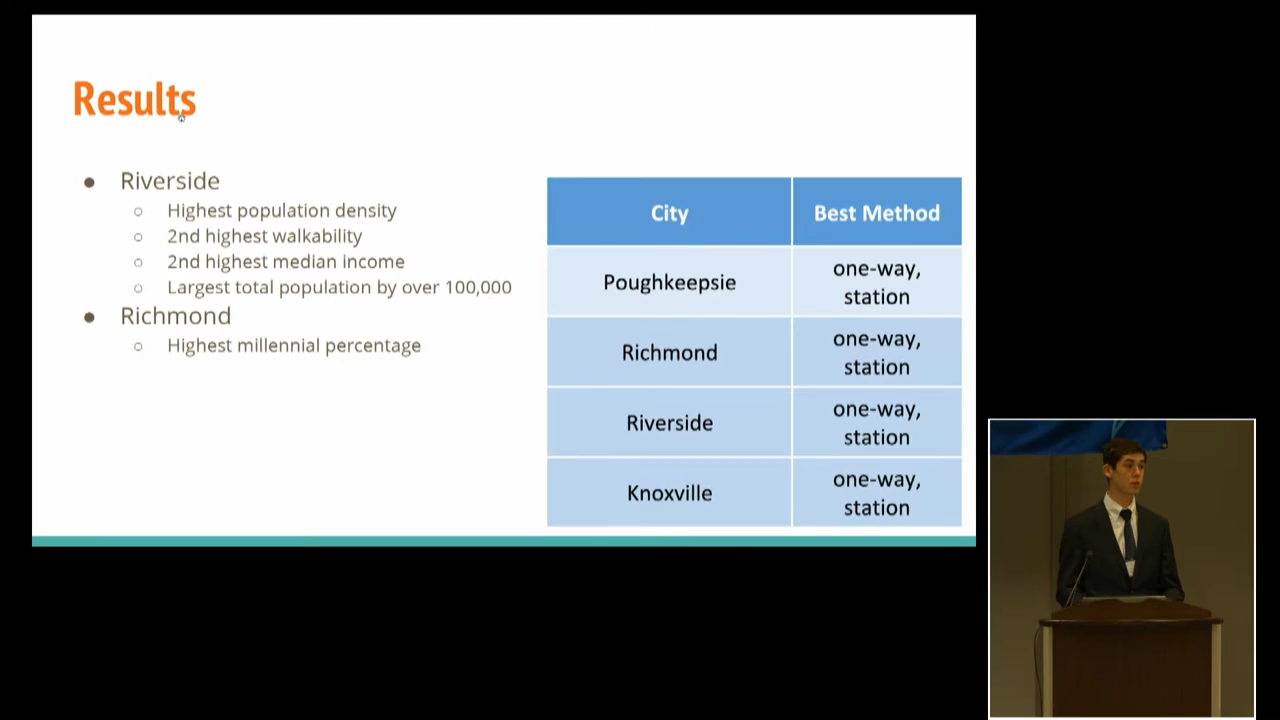 Results
● Riverside
○ Highest population density
○ 2nd highest walkability
○ 2nd highest median income
○ Largest total population by over 100,000
● Richmond
○ Highest millennial percentage
City Best Method
Poughkeepsie one-way,
station
Richmond one-way,
station
Riverside one-way,
station
Knoxville one-way,
station